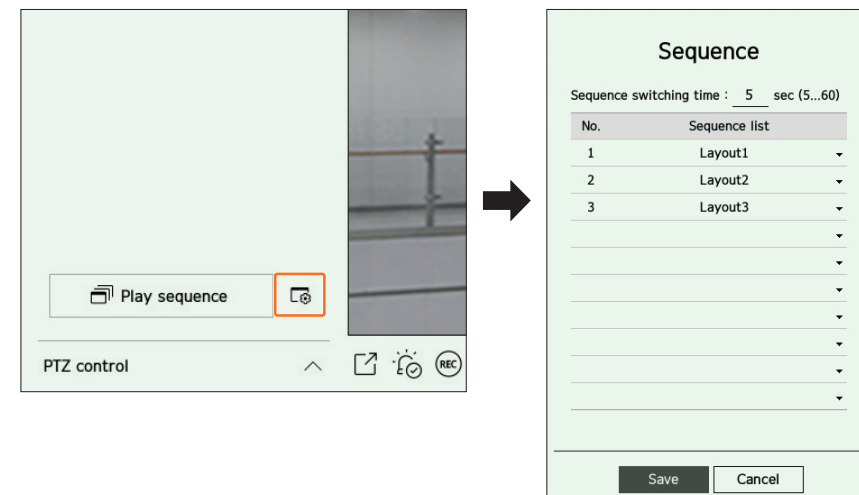 Play sequence
PTZ control
REC
Sequence
Sequence switching time : 5 sec (5...60)
No. Sequence list
1 Layout1
2 Layout2
3 Layout3
Save Cancel